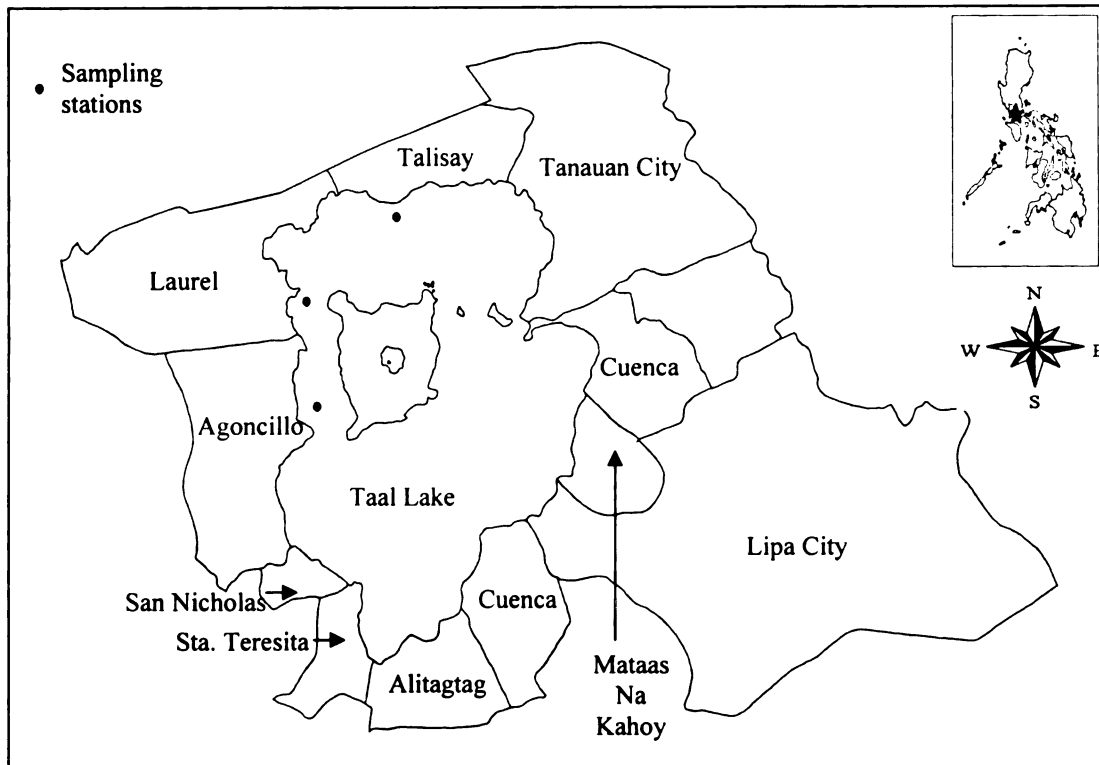 Sampling
stations
Talisay
Tanauan City
Laurel
N
W
E
S
Cuenca
Agoncillo
Taal Lake
Lipa City
San Nicholas
Cuenca
Sta. Teresita
Mataas
Na
Kahoy
Alitagtag